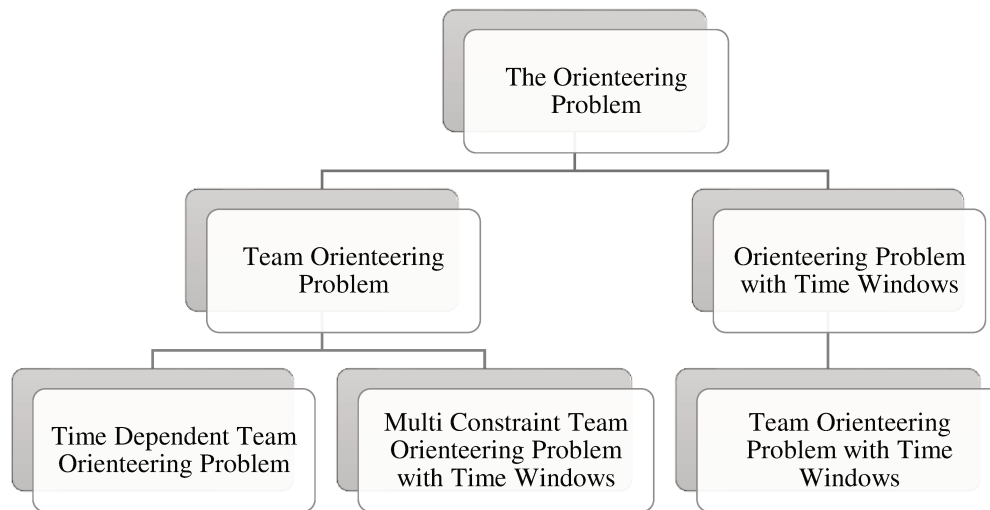 The Orienteering
Problem
Team Orienteering
Problem
Orienteering Problem
with Time Windows
Time Dependent Team
Orienteering Problem
Multi Constraint Team
Orienteering Problem
with Time Windows
Team Orienteering
Problem with Time
Windows